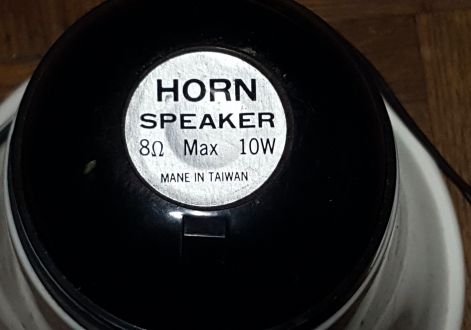 HORN
SPEAKER
8Ω Max 10W
MANE IN TAIWAN